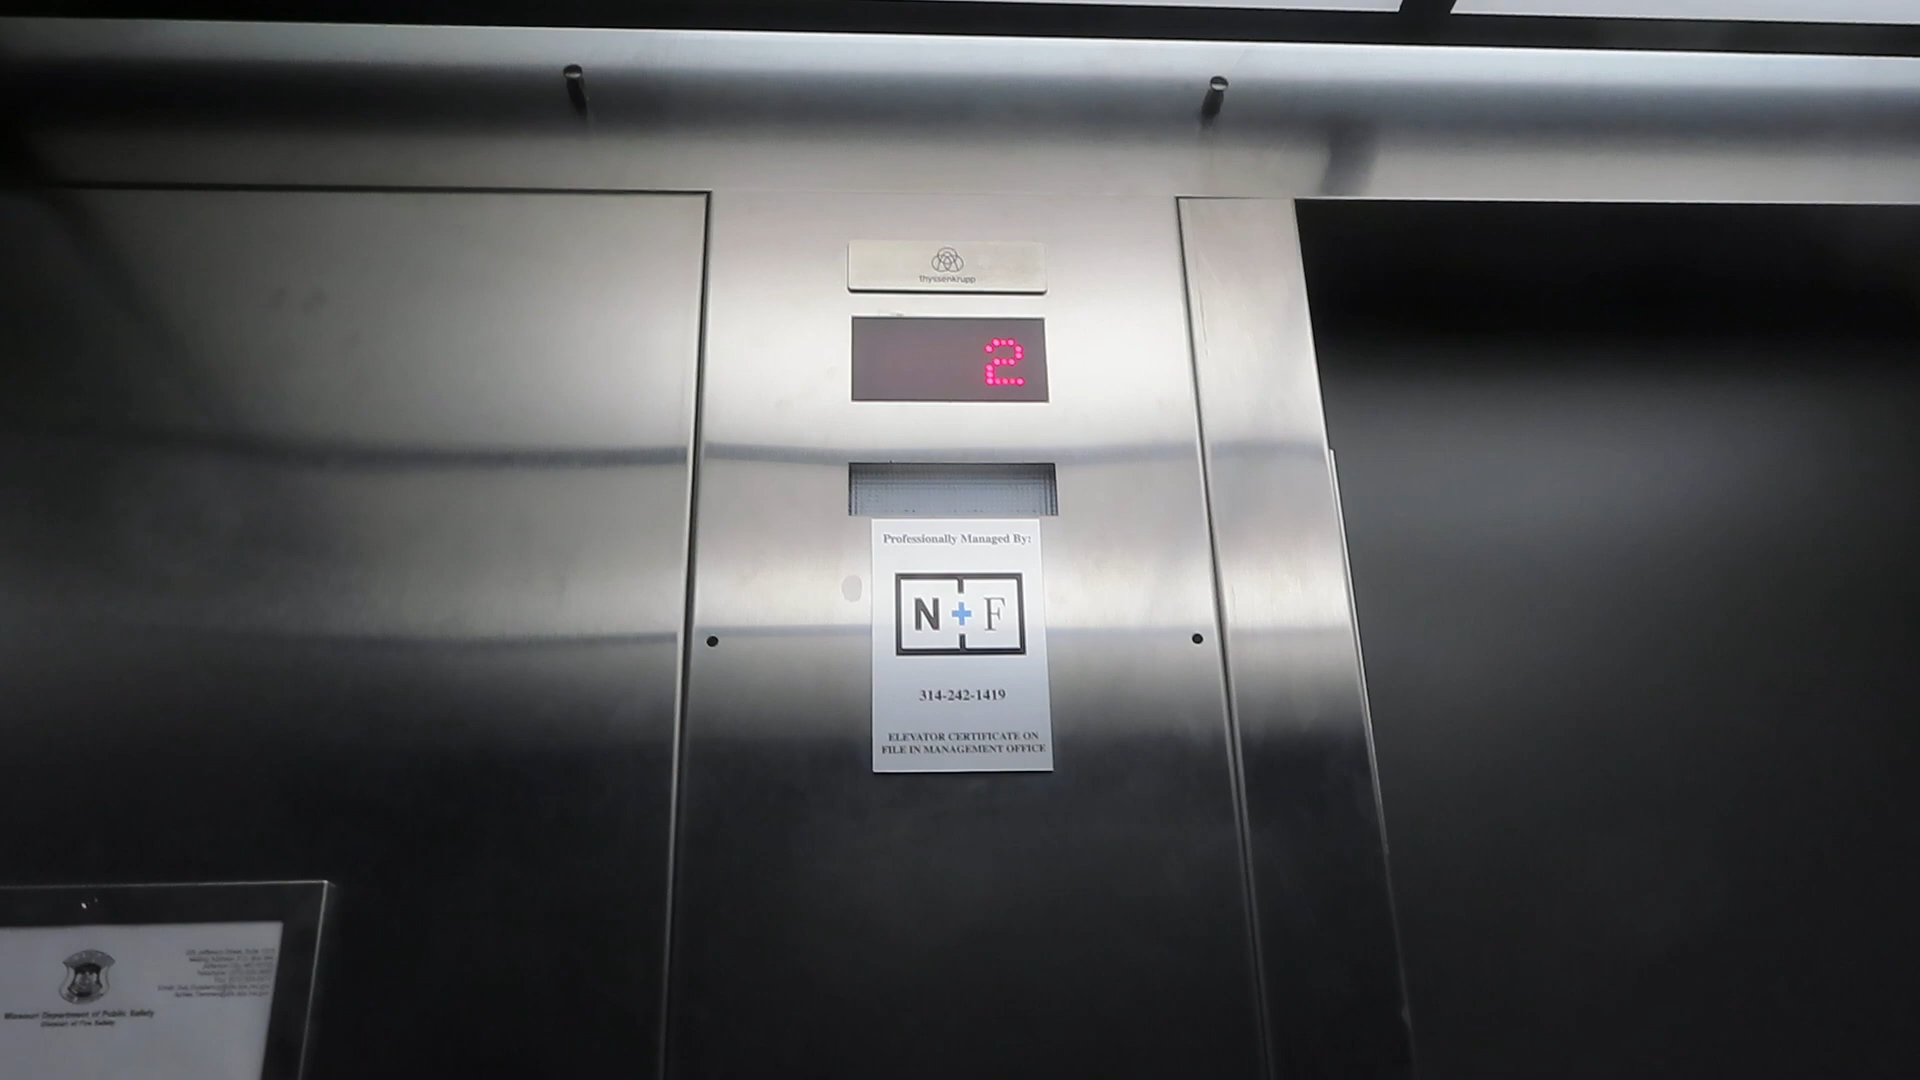 thyssenkrupp
2
Professionally Managed By:
N+F
314-242-1419
ELEVATOR CERTIFICATE ON
FILE IN MANAGEMENT OFFICE
Missouri Department of Public Safety
Division of Fire Safety